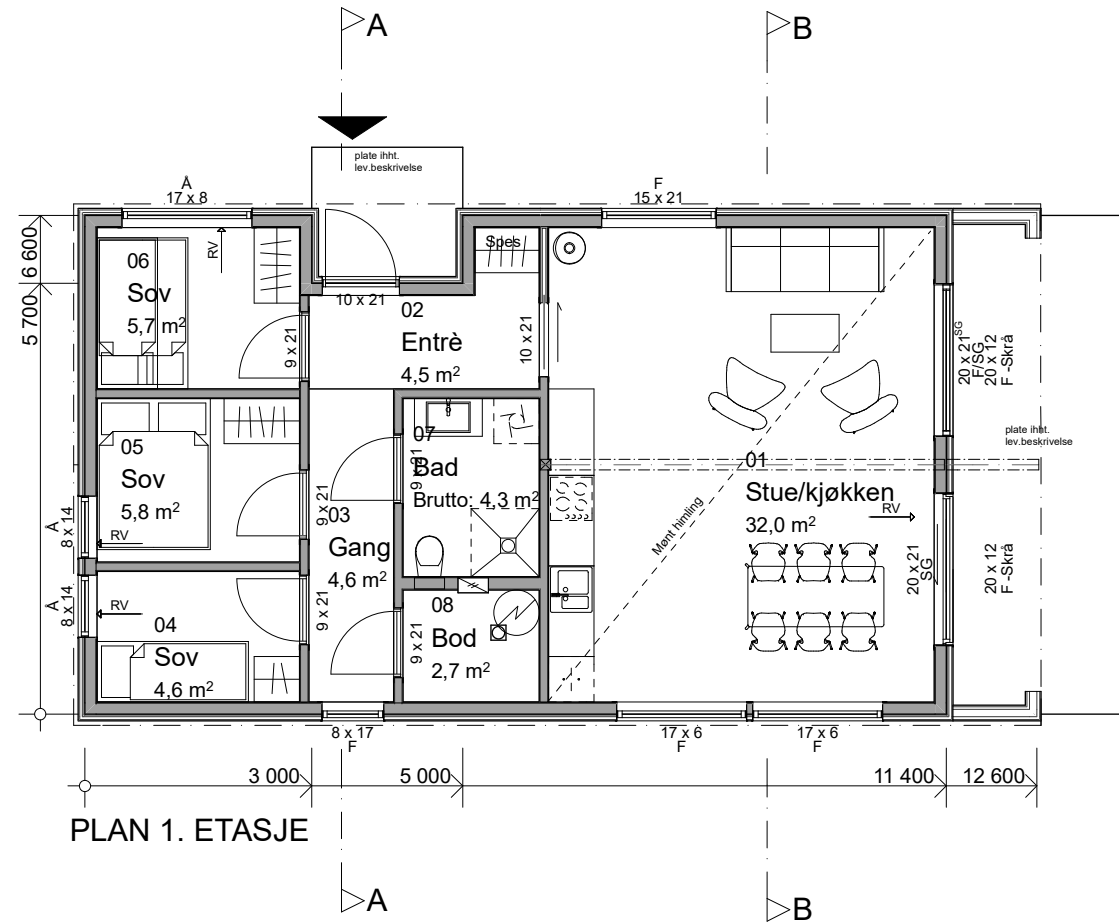 A
B
plate ihht.
lev.beskrivelse
Å
17 x 8
F
15 x 21
6 600
5 700
RV
06
Sov
5,7 m²
9 x 21
10 x 21
Spes
02
Entrè
4,5 m²
10 x 21
20 x 21 SG
F/SG
20 x 12
F -Skrå
plate ihht.
lev.beskrivelse
05
Sov
5,8 m²
9 x 21
07
Bad
Brutto: 4,3 m²
9 x 21
01
Stue/kjøkken
32,0 m²
RV
Mønt himling
Å
8 x 14
RV
03
Gang
4,6 m²
20 x 21
SG
20 x 12
F -Skrå
Å
8 x 14
RV
04
Sov
4,6 m²
9 x 21
08
Bod
2,7 m²
9 x 21
8 x 17
F
17 x 6
F
17 x 6
F
3 000
5 000
11 400
12 600
PLAN 1. ETASJE
A
B